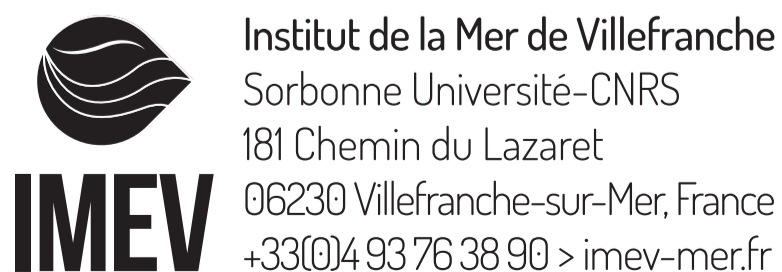 IMEV
Institut de la Mer de Villefranche
Sorbonne Université-CNRS
181 Chemin du Lazaret
06230 Villefranche-sur-Mer, France
+33(0)4 93 76 38 90 > imev-mer.fr